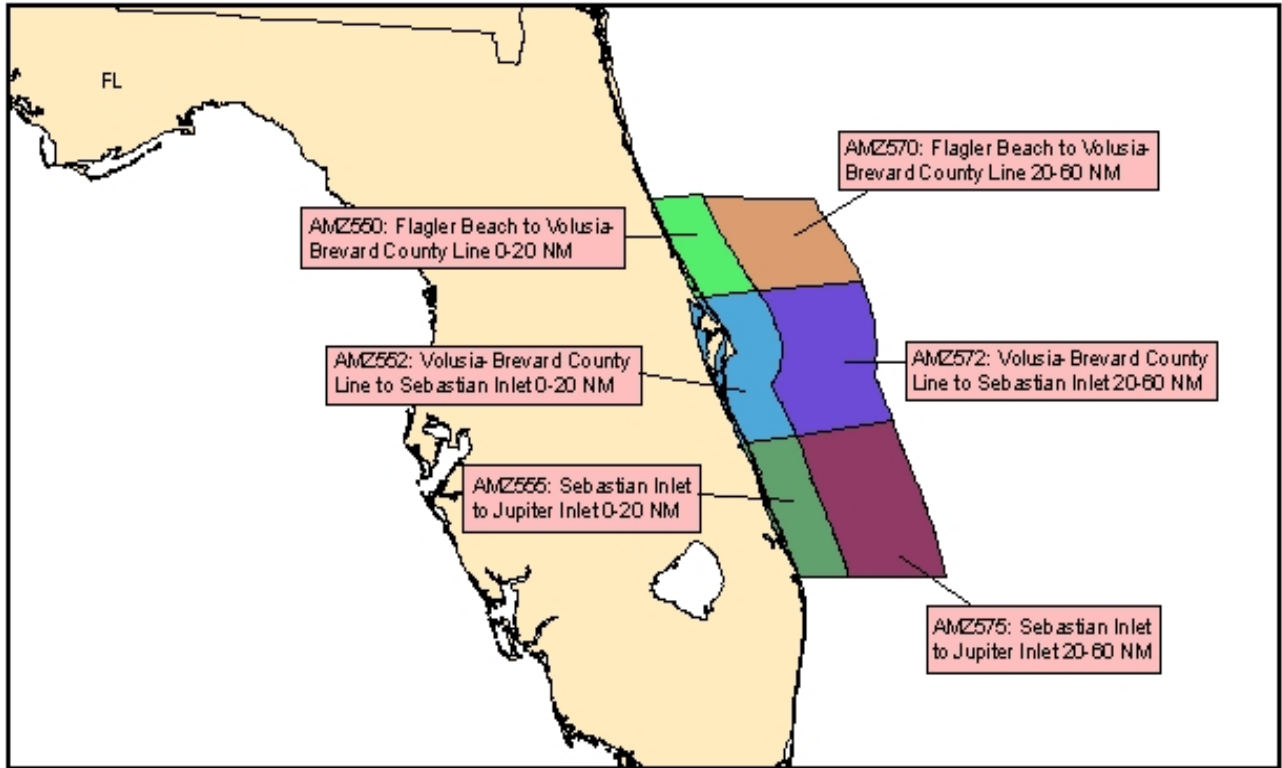 FL
AMZ570: Flagler Beach to Volusia-
Brevard County Line 20-60 NM
AMZ550: Flagler Beach to Volusia-
Brevard County Line 0-20 NM
AMZ552: Volusia-Brevard County
Line to Sebastian Inlet 0-20 NM
AMZ572: Volusia-Brevard County
Line to Sebastian Inlet 20-60 NM
AMZ555: Sebastian Inlet
to Jupiter Inlet 0-20 NM
AMZ575: Sebastian Inlet
to Jupiter Inlet 20-60 NM